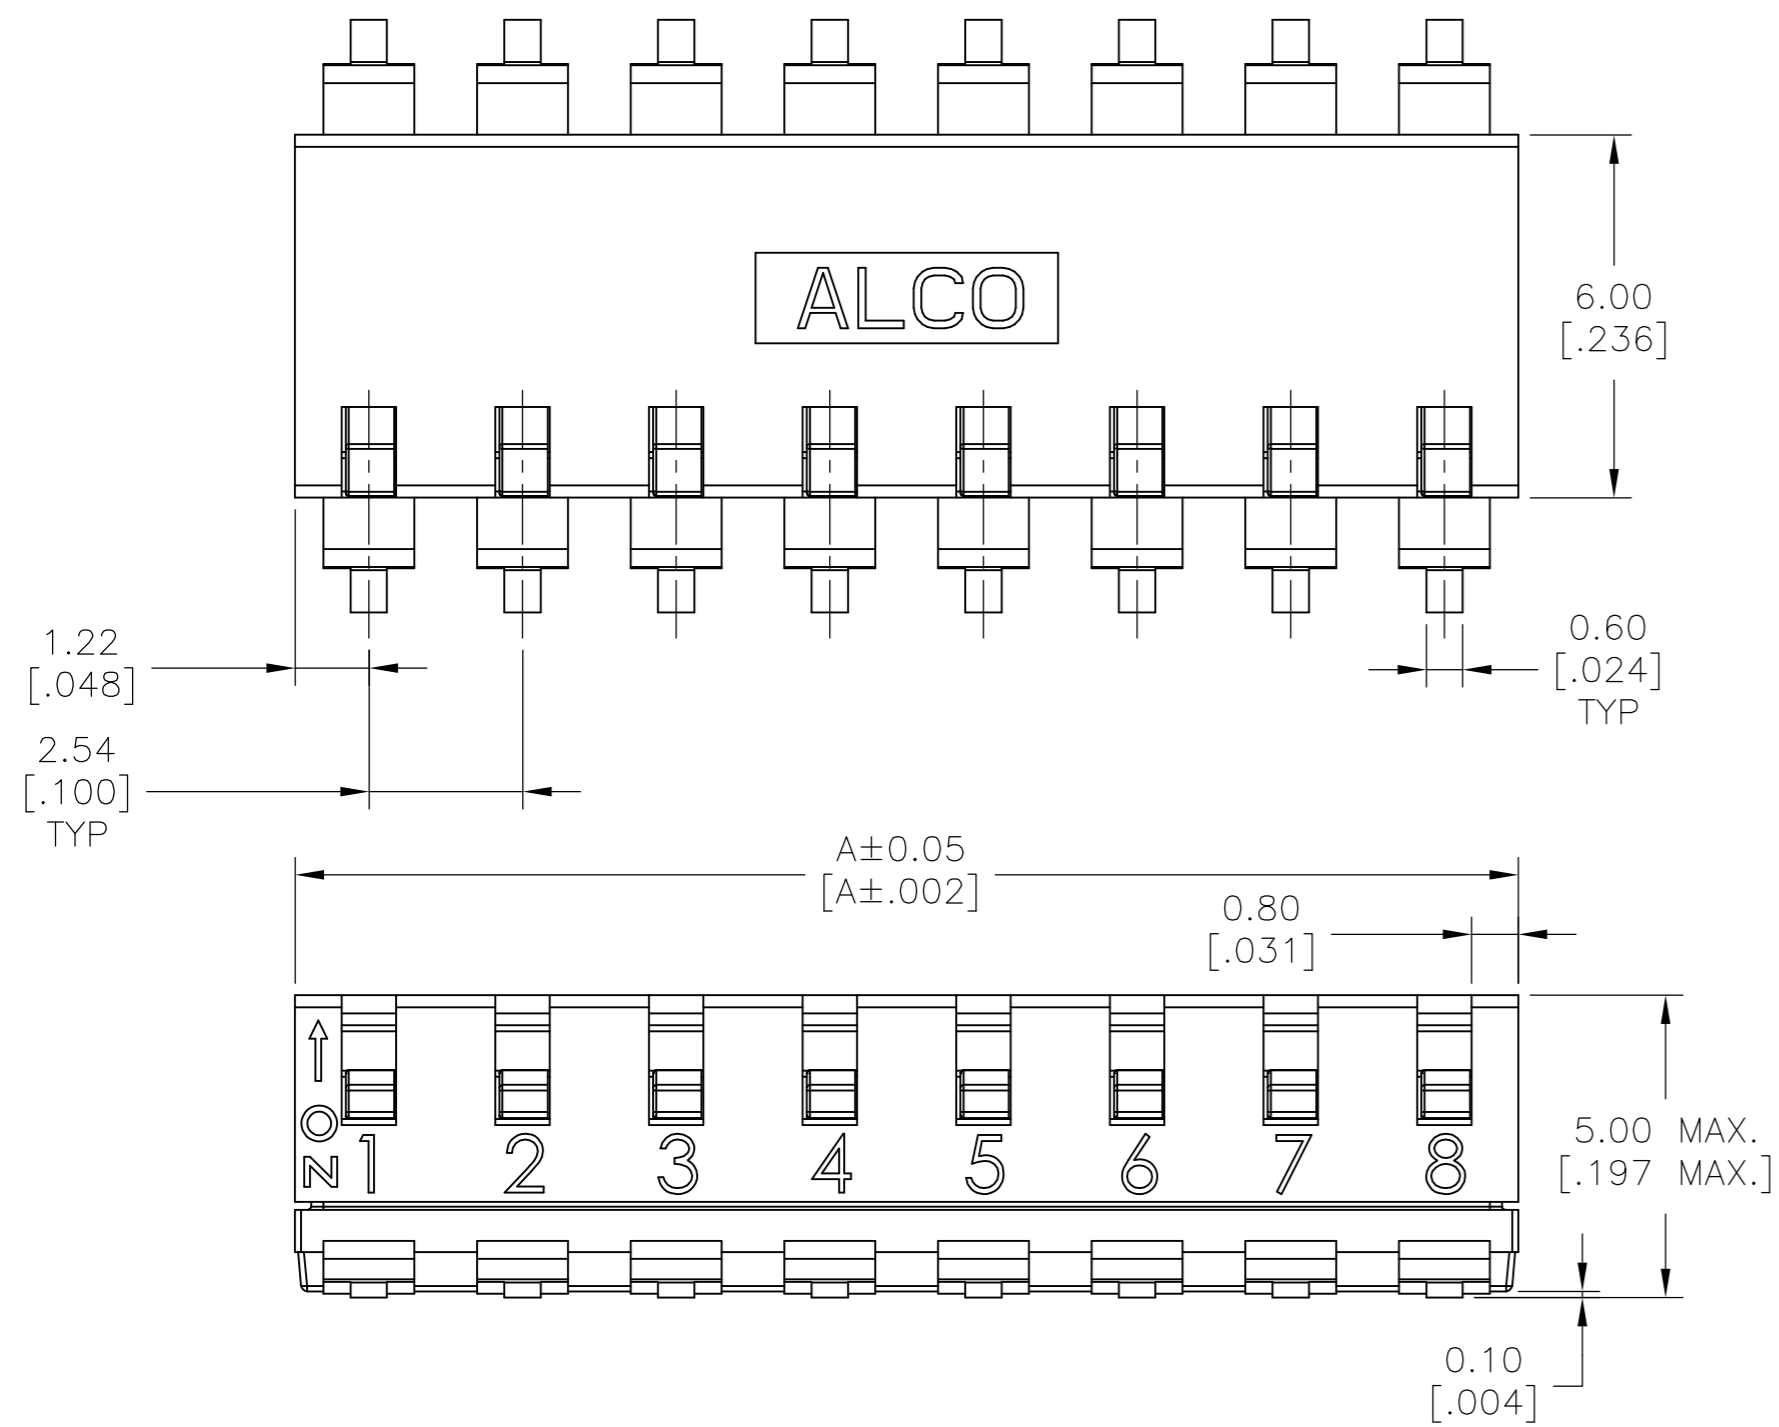 ALCO
6.00
[.236]
1.22
[.048]
0.60
[.024]
TYP
2.54
[.100]
TYP
A±0.05
[A±.002]
0.80
[.031]
ON
1 2 3 4 5 6 7 8
5.00 MAX.
[.197 MAX.]
0.10
[.004]